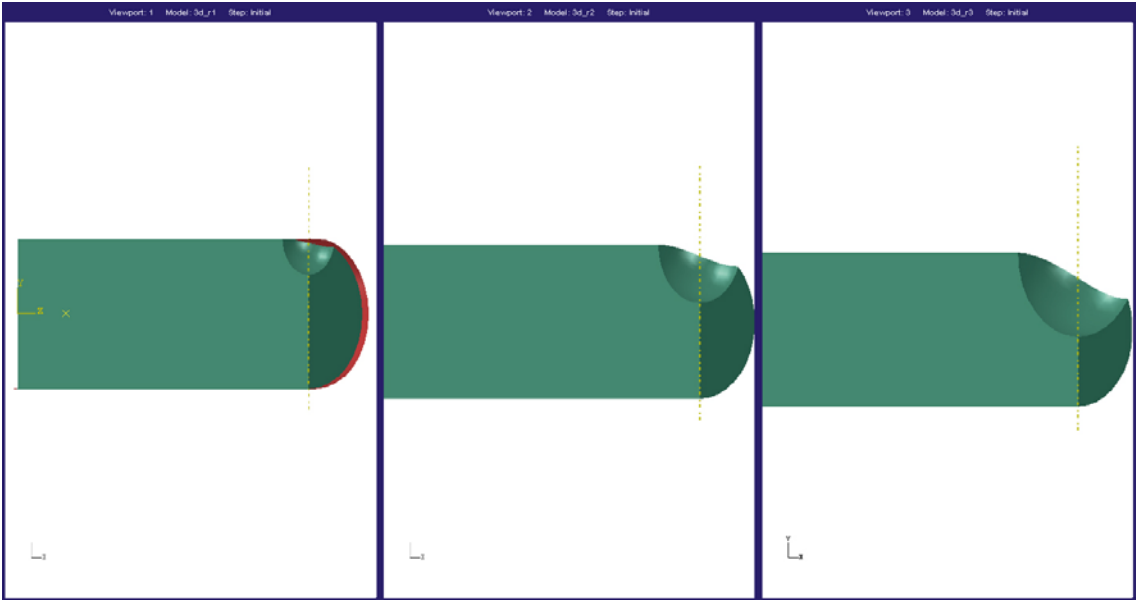 Viewport: 1 Model: 3d_r1 Step: Initial
Viewport: 2 Model: 3d_r2 Step: Initial
Viewport: 3 Model: 3d_r3 Step: Initial
Y